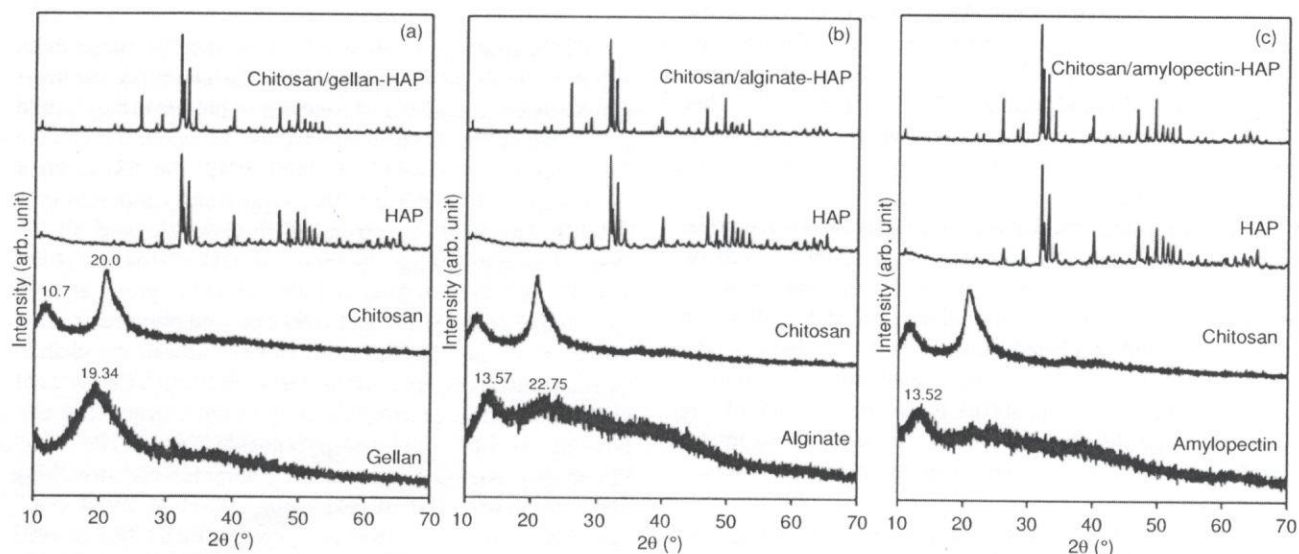 (a)
Chitosan/gellan-HAP
HAP
20.0
10.7
Chitosan
19.34
Gellan
Intensity (arb. unit)
10 20 30 40 50 60 70
2θ (°)
(b)
Chitosan/alginate-HAP
HAP
Chitosan
13.57 22.75
Alginate
Intensity (arb. unit)
10 20 30 40 50 60 70
2θ (°)
(c)
Chitosan/amylopectin-HAP
HAP
Chitosan
13.52
Amylopectin
Intensity (arb. unit)
10 20 30 40 50 60 70
2θ (°)